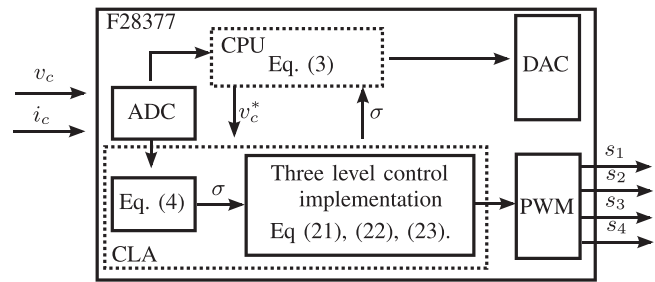 F28377
CPU
Eq. (3)
DAC
v_c
i_c
ADC
v_c^*
σ
Three level control
implementation
Eq (21), (22), (23).
Eq. (4)
σ
CLA
PWM
s_1
s_2
s_3
s_4